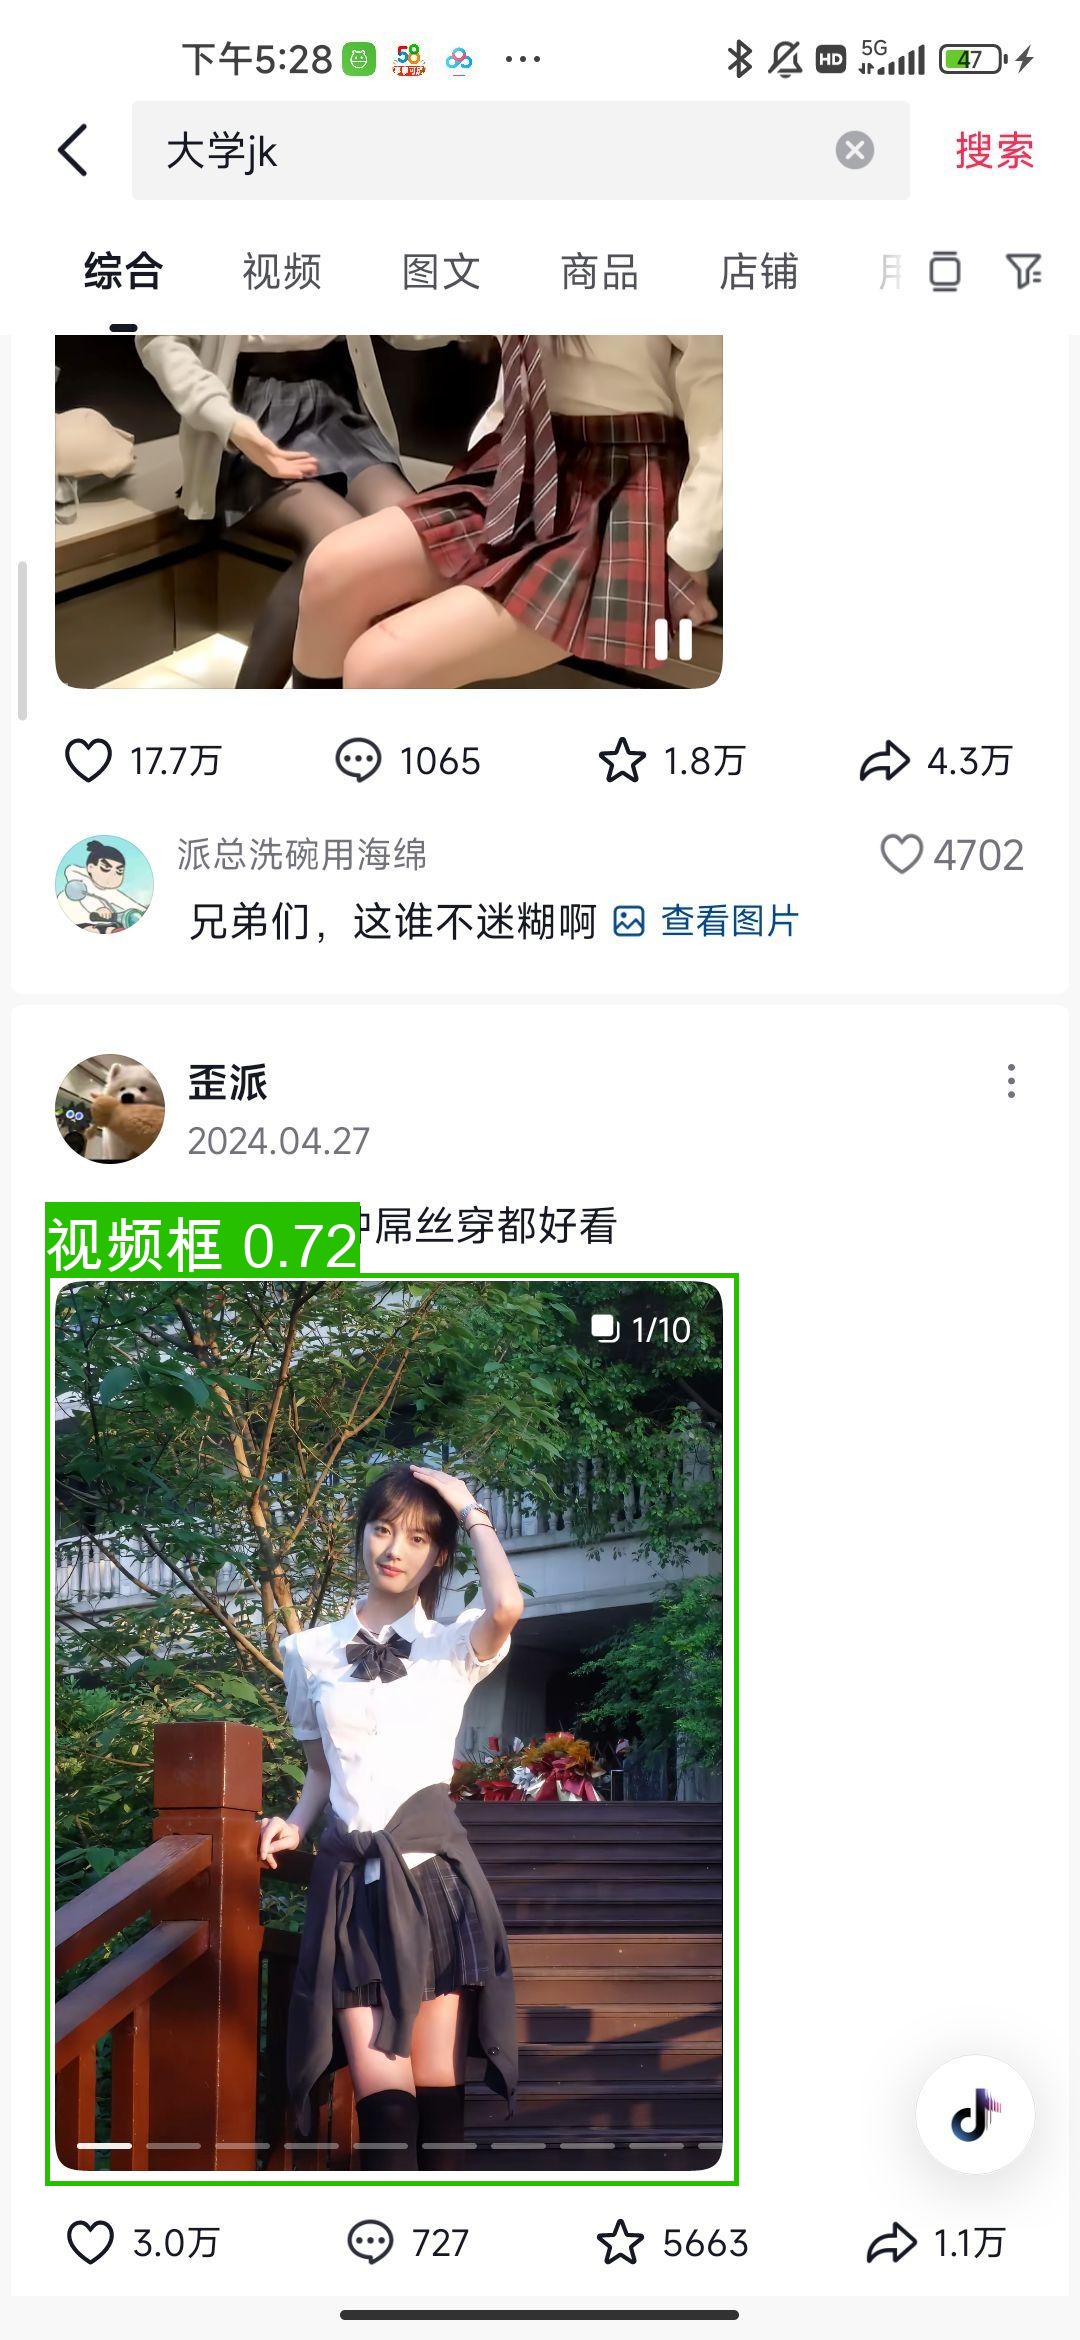 下午5:28
58
HD
5G
47
大学jk
搜索
综合
视频
图文
商品
店铺
17.7万
1065
1.8万
4.3万
派总洗碗用海绵
4702
兄弟们，这谁不迷糊啊 查看图片
歪派
2024.04.27
屌丝穿都好看
视频框 0.72
1/10
3.0万
727
5663
1.1万